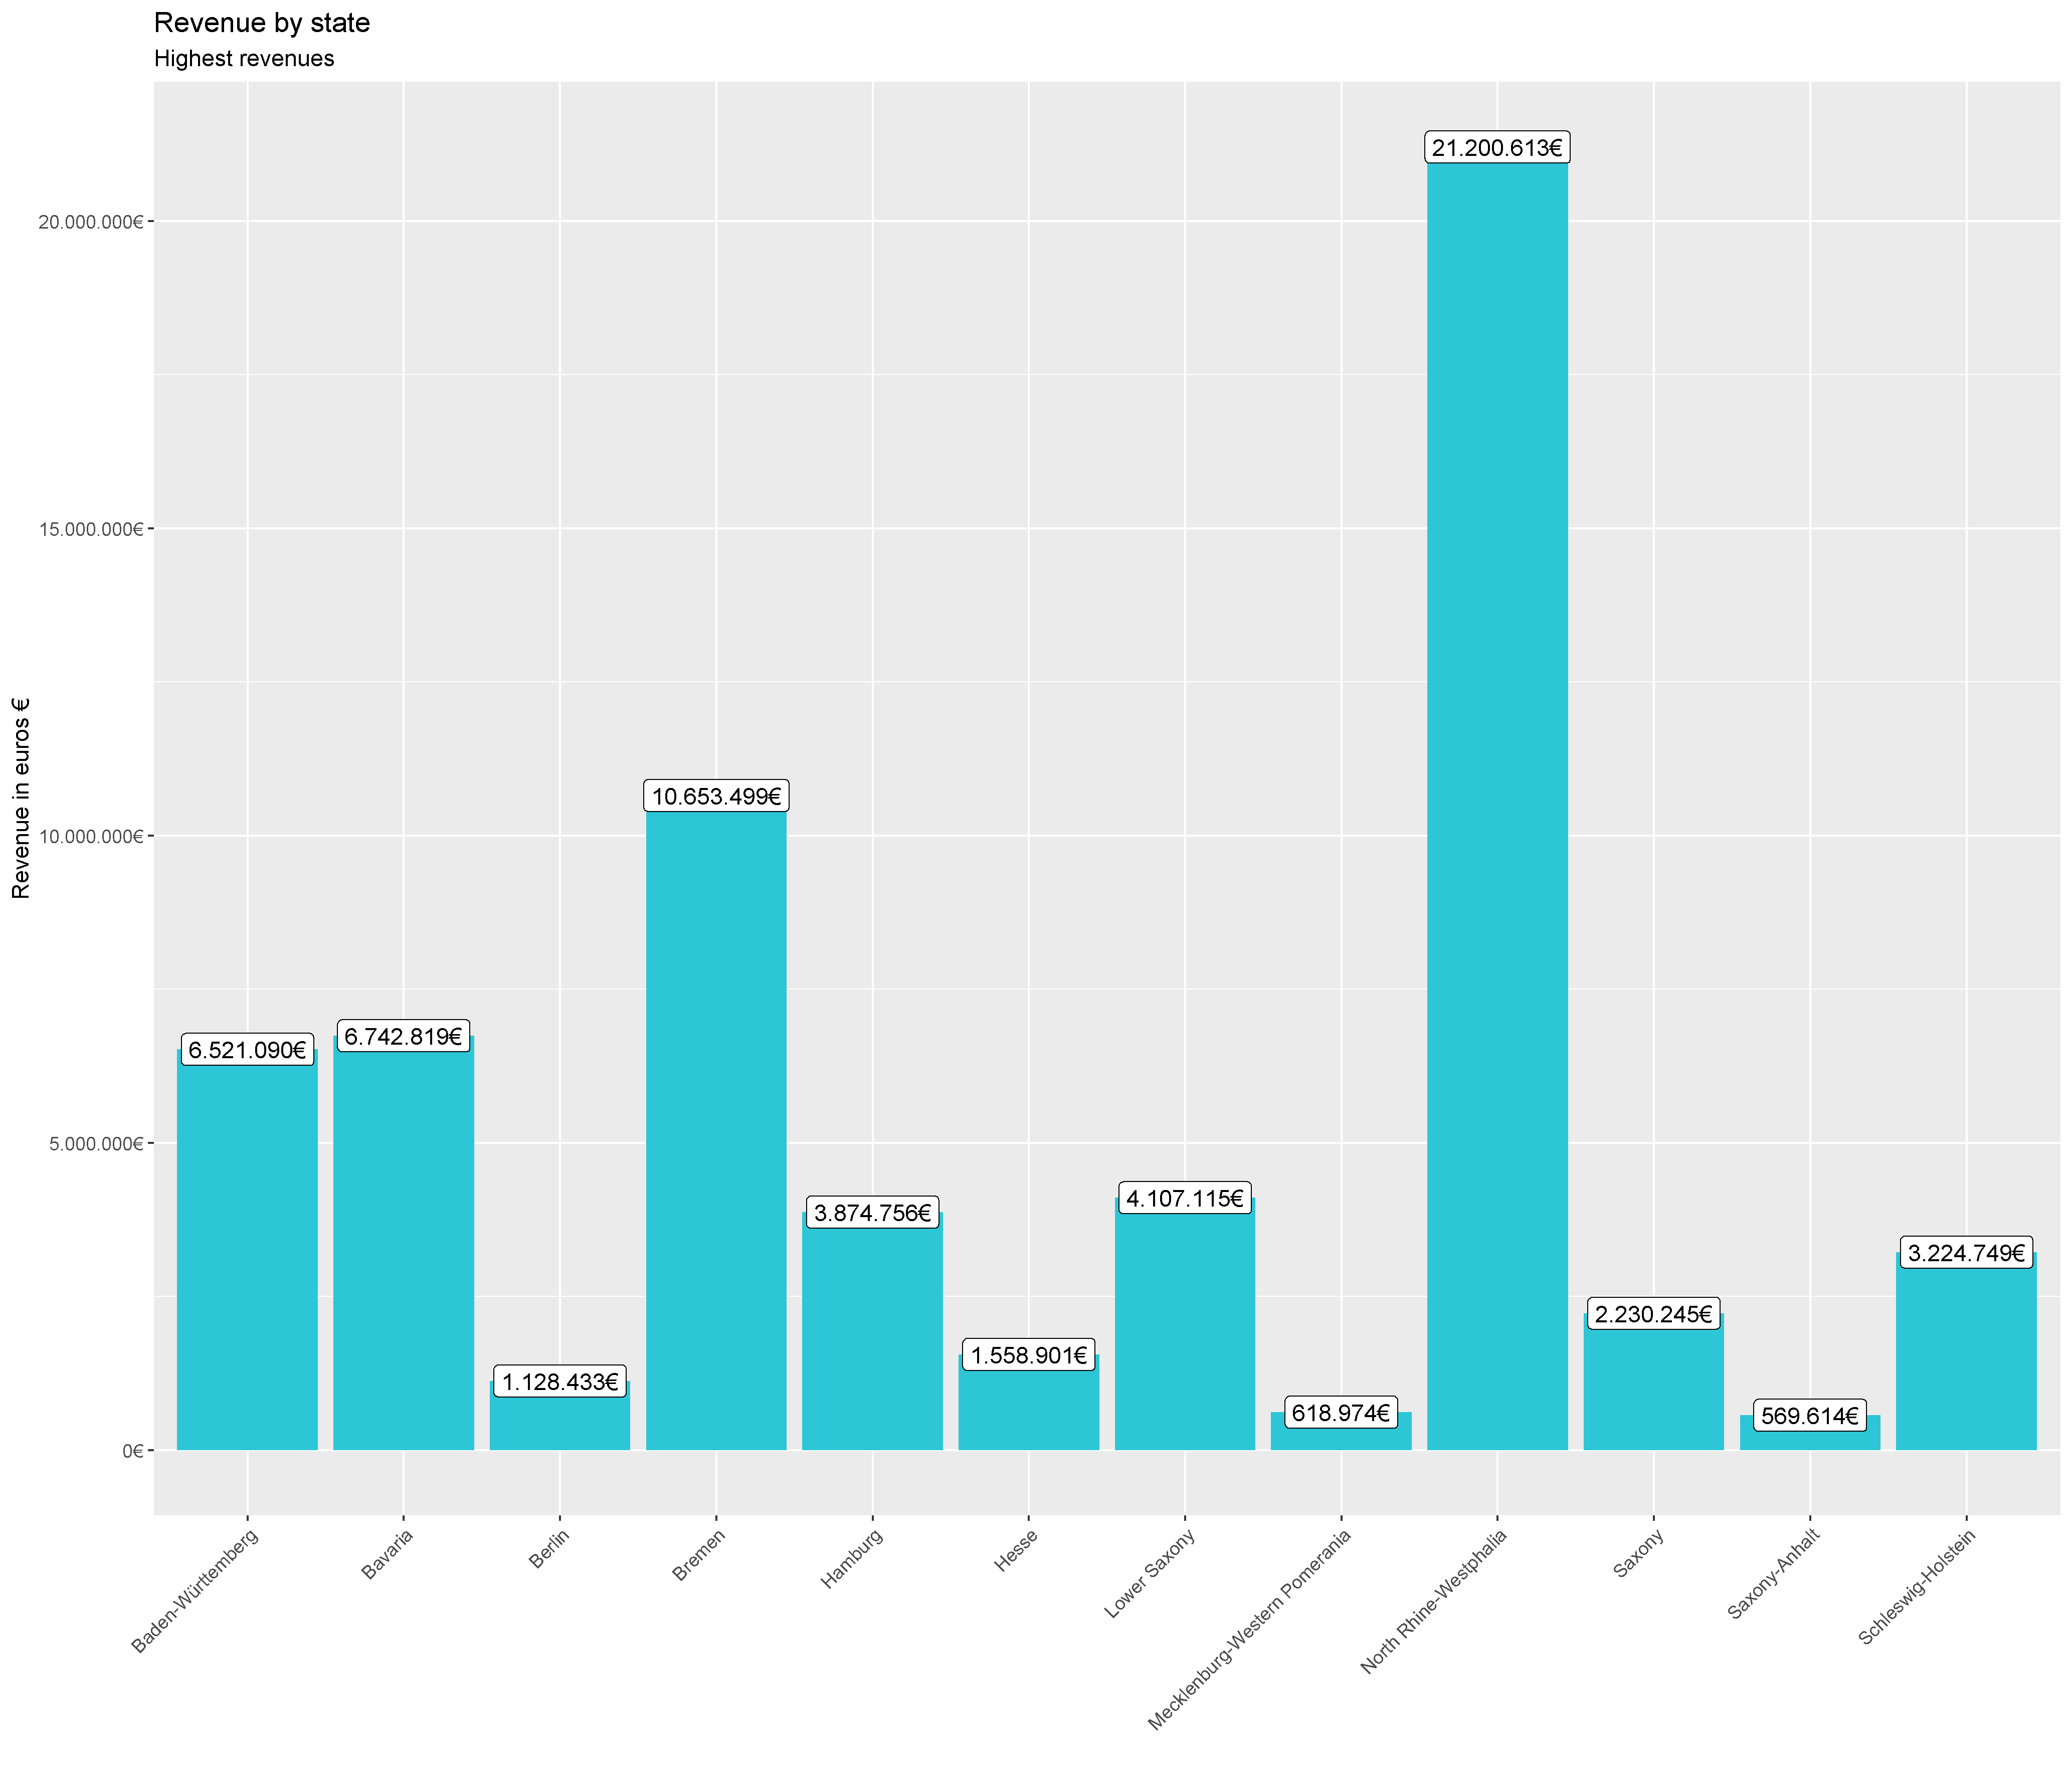 Revenue by state
Highest revenues
Revenue in euros €
20.000.000€
15.000.000€
10.000.000€
5.000.000€
0€
6.521.090€
6.742.819€
1.128.433€
10.653.499€
3.874.756€
1.558.901€
4.107.115€
618.974€
21.200.613€
2.230.245€
569.614€
3.224.749€
Baden-Württemberg
Bavaria
Berlin
Bremen
Hamburg
Hesse
Lower Saxony
Mecklenburg-Western Pomerania
North Rhine-Westphalia
Saxony
Saxony-Anhalt
Schleswig-Holstein